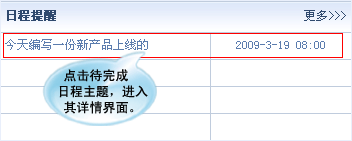 日程提醒 更多>>>
今天编写一份新产品上线的 2009-3-19 08:00
点击待完成
日程主题，进入
其详情界面。